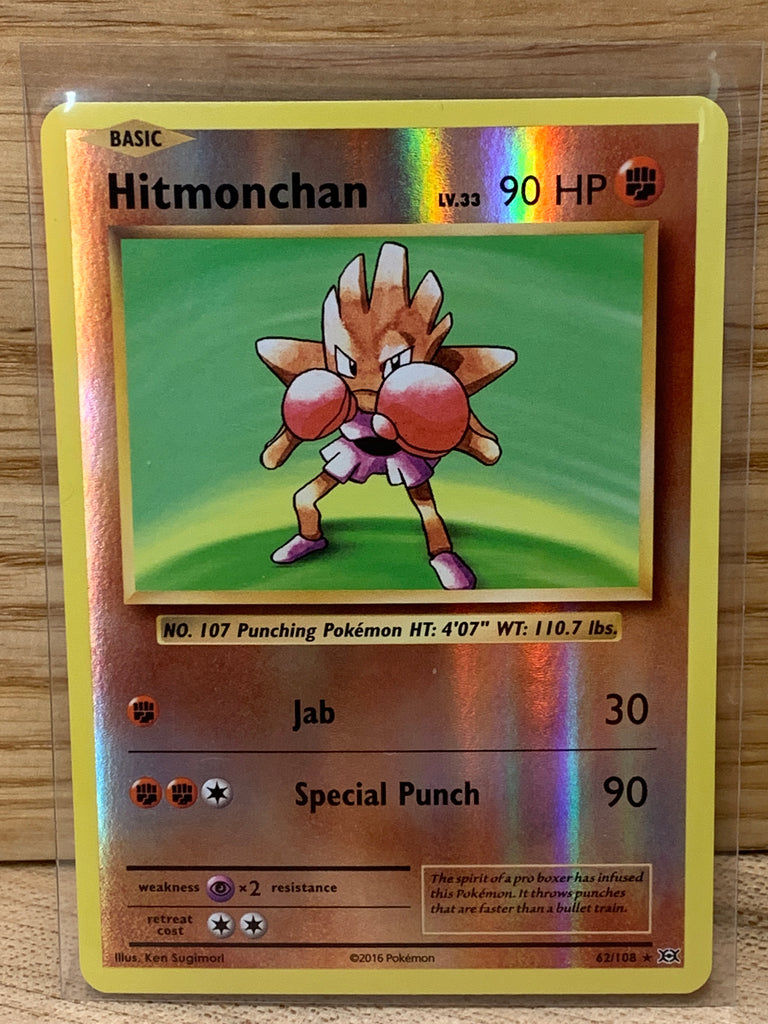 BASIC
Hitmonchan LV.33 90 HP
NO. 107 Punching Pokémon HT: 4'07" WT: 110.7 lbs.
Jab 30
Special Punch 90
weakness ×2 resistance
retreat
cost
The spirit of a pro boxer has infused
this Pokémon. It throws punches
that are faster than a bullet train.
Illus. Ken Sugimori ©2016 Pokémon 62/108 ★